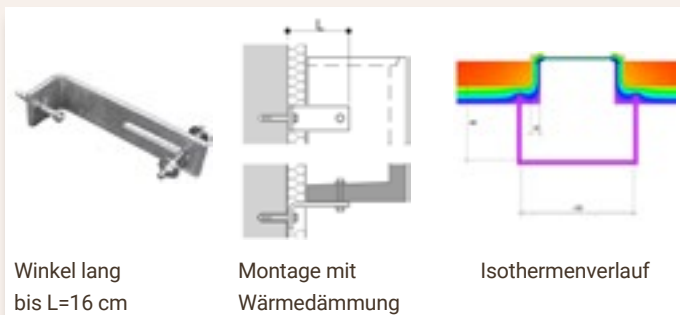 L
Winkel lang
bis L=16 cm
Montage mit
Wärmedämmung
Isothermenverlauf